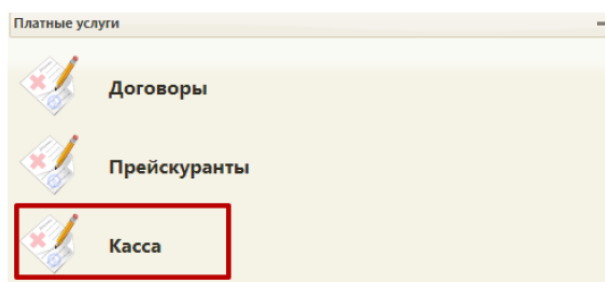 Платные услуги
Договоры
Прейскуранты
Касса